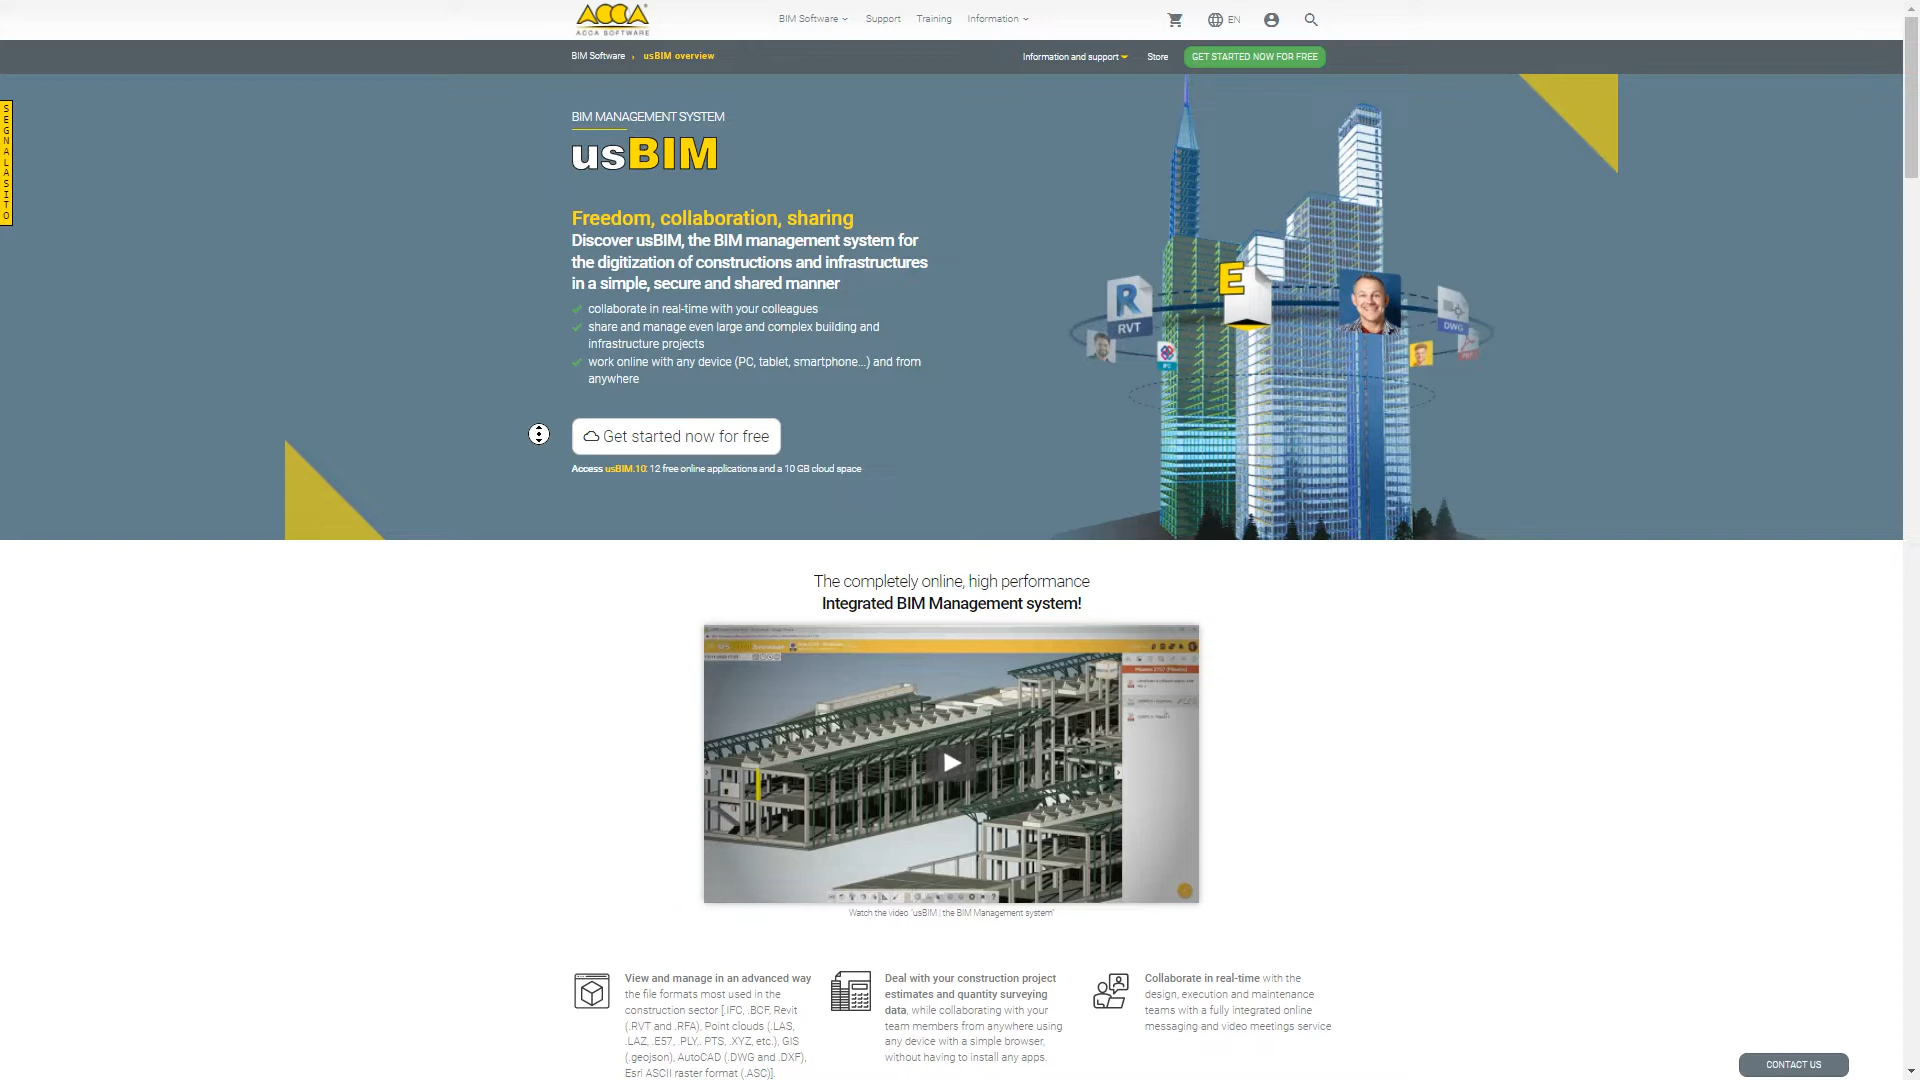 ACCA
ACCA SOFTWARE
BIM Software
Support
Training
Information
EN
BIM Software › usBIM overview
Information and support
Store
GET STARTED NOW FOR FREE
SEGNALASITO
BIM MANAGEMENT SYSTEM
usBIM
Freedom, collaboration, sharing
Discover usBIM, the BIM management system for
the digitization of constructions and infrastructures
in a simple, secure and shared manner
collaborate in real-time with your colleagues
share and manage even large and complex building and
infrastructure projects
work online with any device (PC, tablet, smartphone...) and from
anywhere
Get started now for free
Access usBIM.10: 12 free online applications and a 10 GB cloud space
R
RVT
E
DWG
The completely online, high performance
Integrated BIM Management system!
Watch the video "usBIM | the BIM Management system"
View and manage in an advanced way
the file formats most used in the
construction sector [.IFC, .BCF, Revit
(.RVT and .RFA), Point clouds (.LAS,
.LAZ, .E57, .PLY,. PTS, .XYZ, etc.), GIS
(.geojson), AutoCAD (.DWG and .DXF),
Esri ASCII raster format (.ASC)].
Deal with your construction project
estimates and quantity surveying
data, while collaborating with your
team members from anywhere using
any device with a simple browser,
without having to install any apps.
Collaborate in real-time with the
design, execution and maintenance
teams with a fully integrated online
messaging and video meetings service
CONTACT US